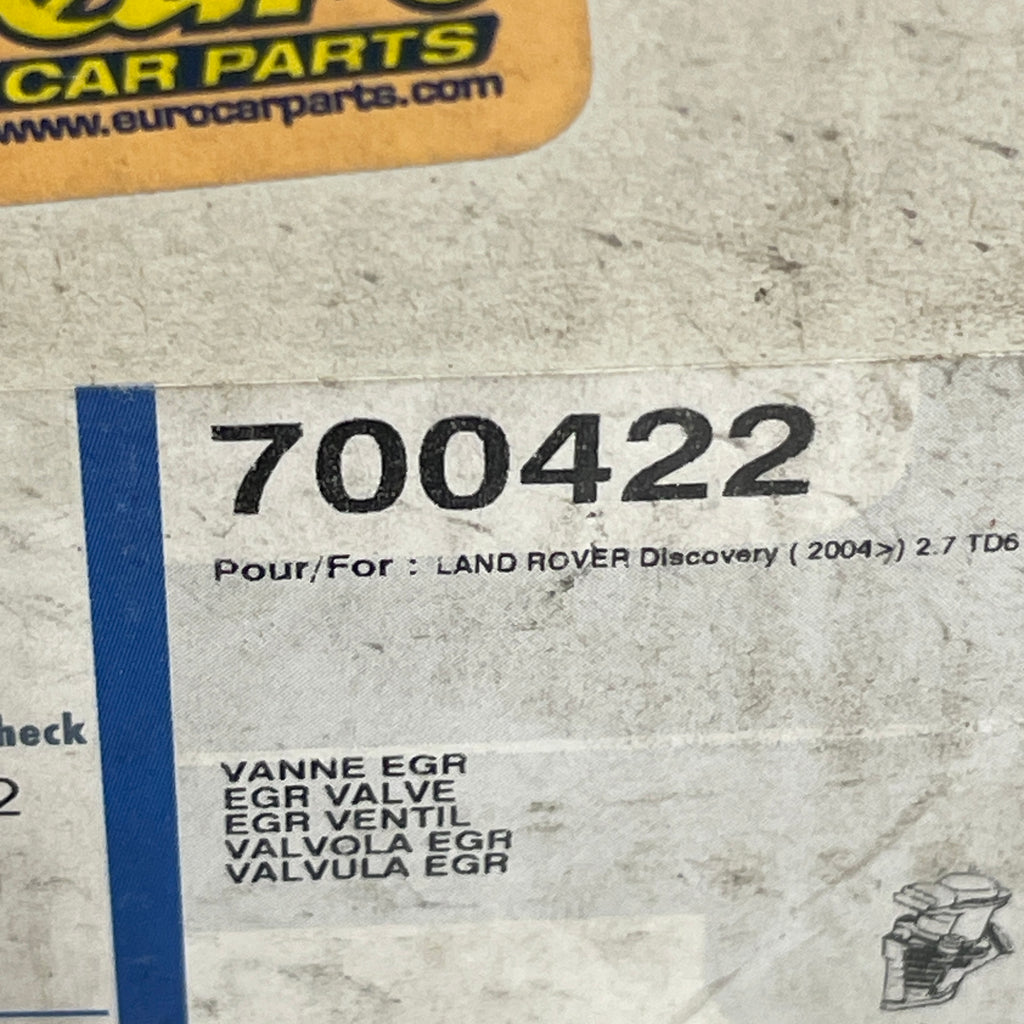 CAR PARTS
www.eurocarparts.com
700422
Pour/For : LAND ROVER Discovery ( 2004>) 2.7 TD6
heck
2
VANNE EGR
EGR VALVE
EGR VENTIL
VALVOLA EGR
VALVULA EGR